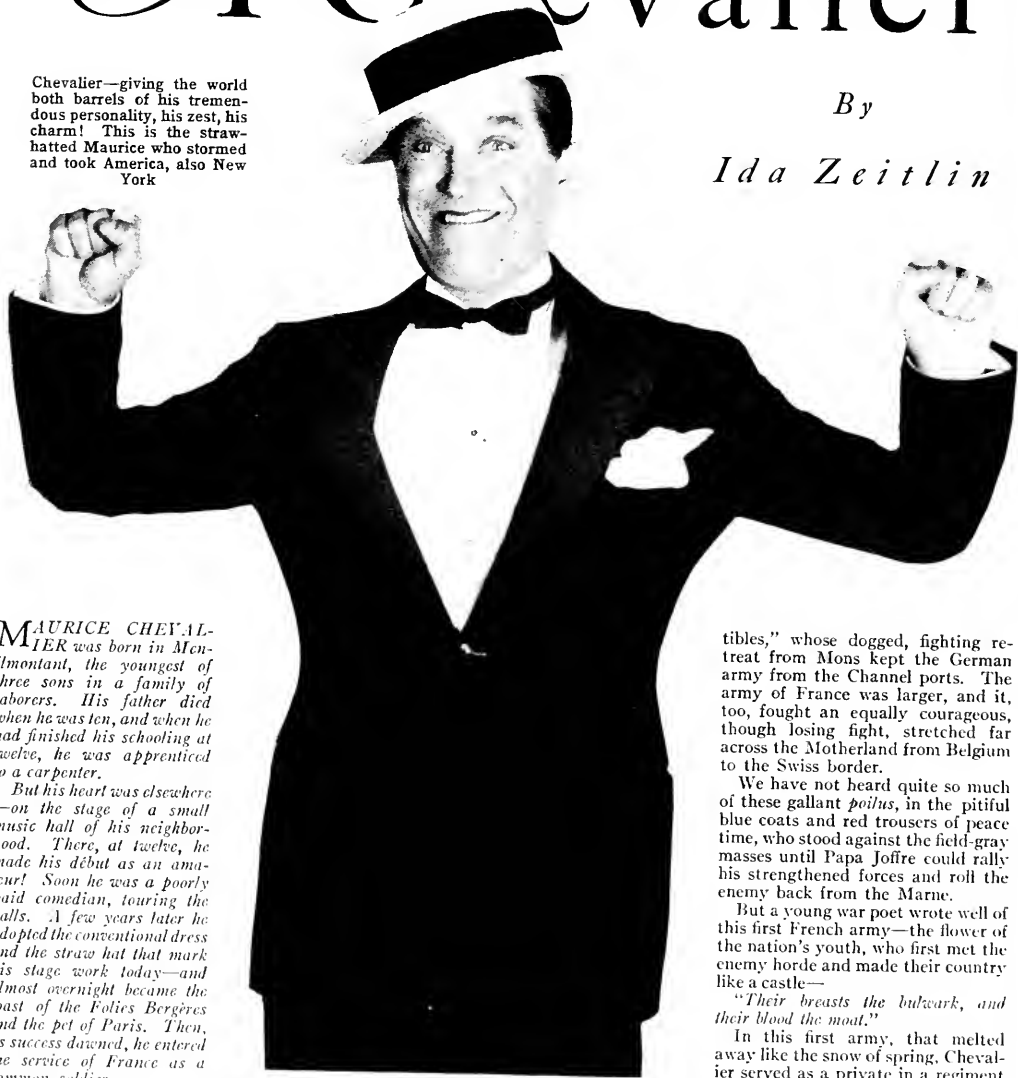 Of Chevalier
Chevalier—giving the world
both barrels of his tremen-
dous personality, his zest, his
charm! This is the straw-
hatted Maurice who stormed
and took America, also New
York
By
Ida Zeitlin
MAURICE CHEVAL-
IER was born in Men-
lmontant, the youngest of
hree sons in a family of
aborers. His father died
when he was ten, and when he
ad finished his schooling at
welve, he was apprenticed
o a carpenter.
But his heart was elsewhere
—on the stage of a small
music hall of his neighbor-
ood. There, at twelve, he
made his début as an ama-
eur! Soon he was a poorly
aid comedian, touring the
alls. A few years later he
dopted the conventional dress
nd the straw hat that mark
is stage work today—and
lmost overnight became the
oast of the Folies Bergères
nd the pet of Paris. Then,
s success dawned, he entered
he service of France as a
common soldier.
tibles," whose dogged, fighting re-
treat from Mons kept the German
army from the Channel ports. The
army of France was larger, and it,
too, fought an equally courageous,
though losing fight, stretched far
across the Motherland from Belgium
to the Swiss border.
We have not heard quite so much
of these gallant poilus, in the pitiful
blue coats and red trousers of peace
time, who stood against the field-gray
masses until Papa Joffre could rally
his strengthened forces and roll the
enemy back from the Marne.
But a young war poet wrote well of
this first French army—the flower of
the nation's youth, who first met the
enemy horde and made their country
like a castle—
"Their breasts the bulwark, and
their blood the moat."
In this first army, that melted
away like the snow of spring, Cheval-
ier served as a private in a regiment